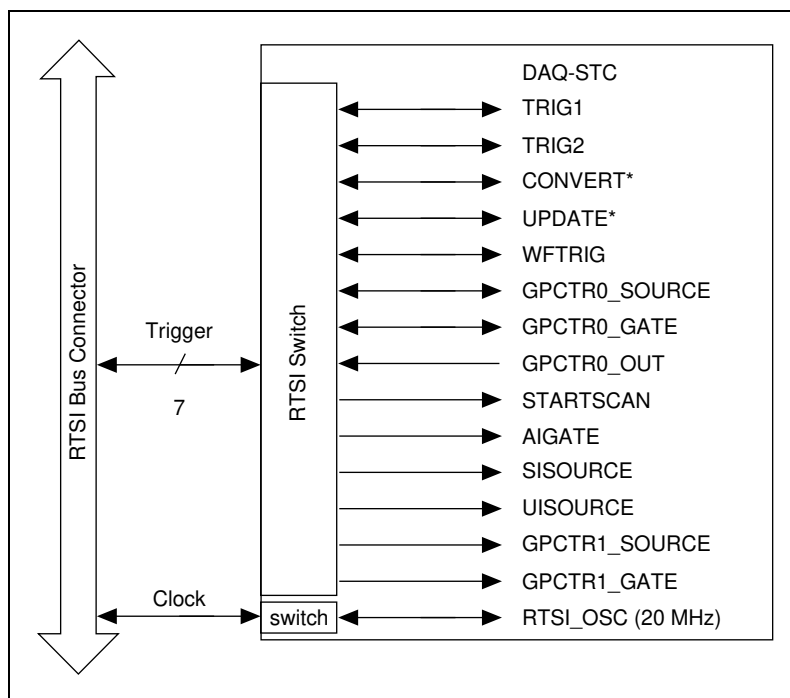 RTSI Bus Connector
Trigger
7
Clock
RTSI Switch
switch
DAQ-STC
TRIG1
TRIG2
CONVERT*
UPDATE*
WFTRIG
GPCTR0_SOURCE
GPCTR0_GATE
GPCTR0_OUT
STARTSCAN
AIGATE
SISOURCE
UISOURCE
GPCTR1_SOURCE
GPCTR1_GATE
RTSI_OSC (20 MHz)